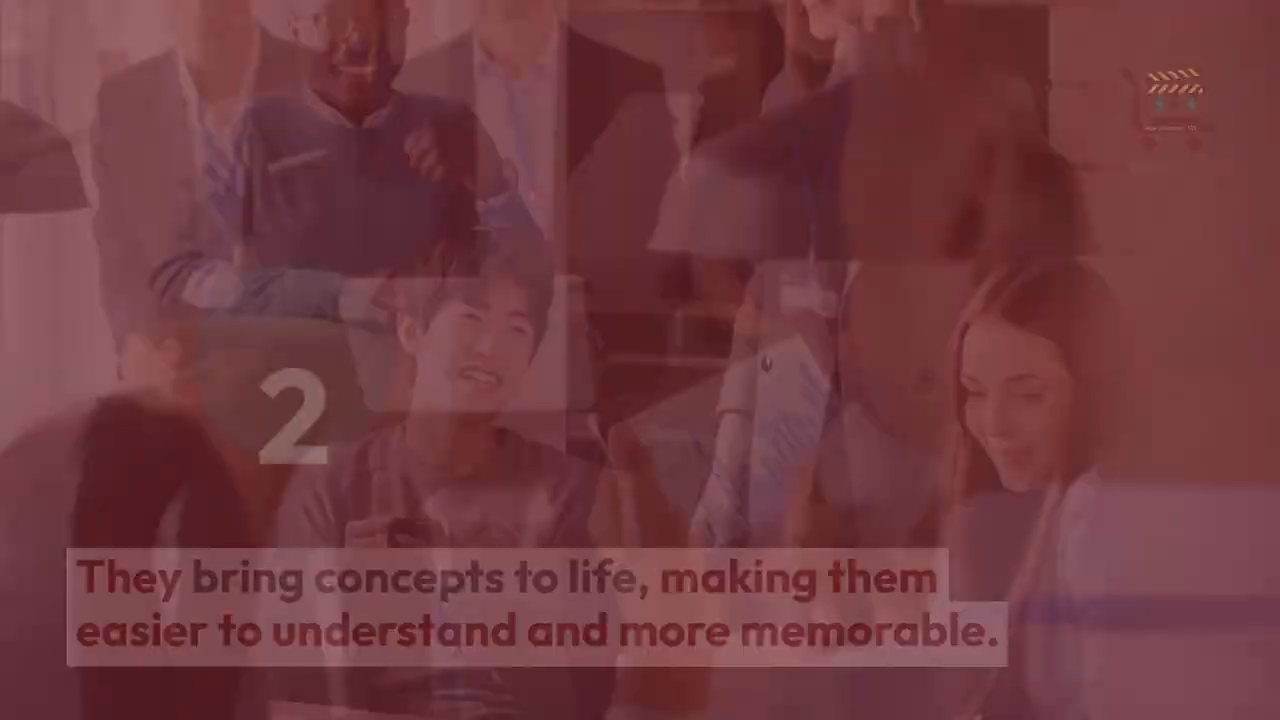 2
They bring concepts to life, making them
easier to understand and more memorable.